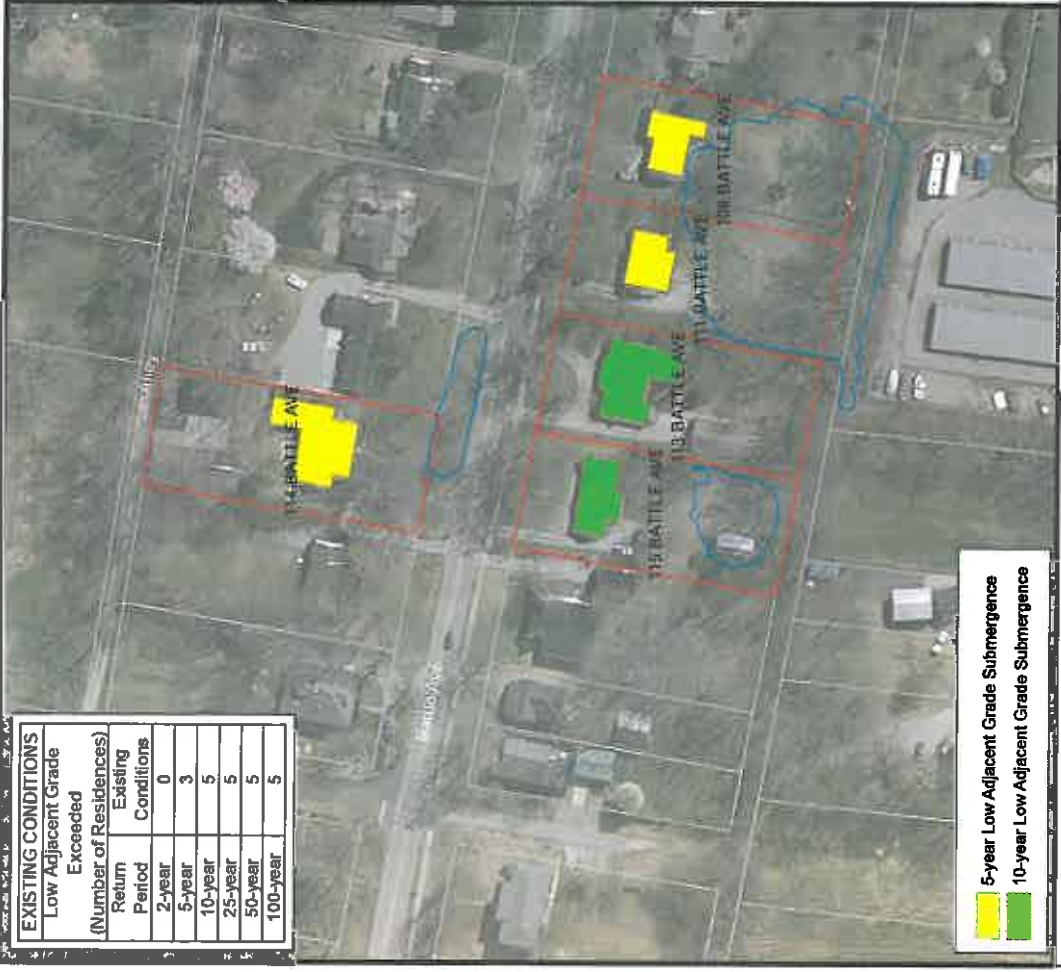 EXISTING CONDITIONS
Low Adjacent Grade
Exceeded
(Number of Residences)
Return Period Existing Conditions
2-year 0
5-year 3
10-year 5
25-year 5
50-year 5
100-year 5
114 BATTLE AVE
109 BATTLE AVE
111 BATTLE AVE
113 BATTLE AVE
115 BATTLE AVE
5-year Low Adjacent Grade Submergence
10-year Low Adjacent Grade Submergence